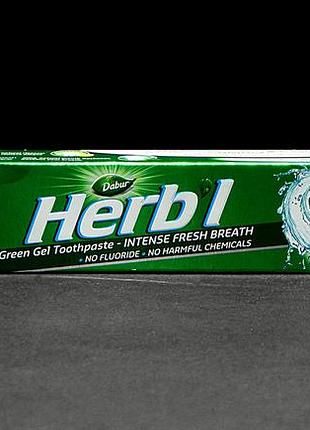 Dabur
Herb'l
Green Gel Toothpaste - INTENSE FRESH BREATH
• NO FLUORIDE • NO HARMFUL CHEMICALS